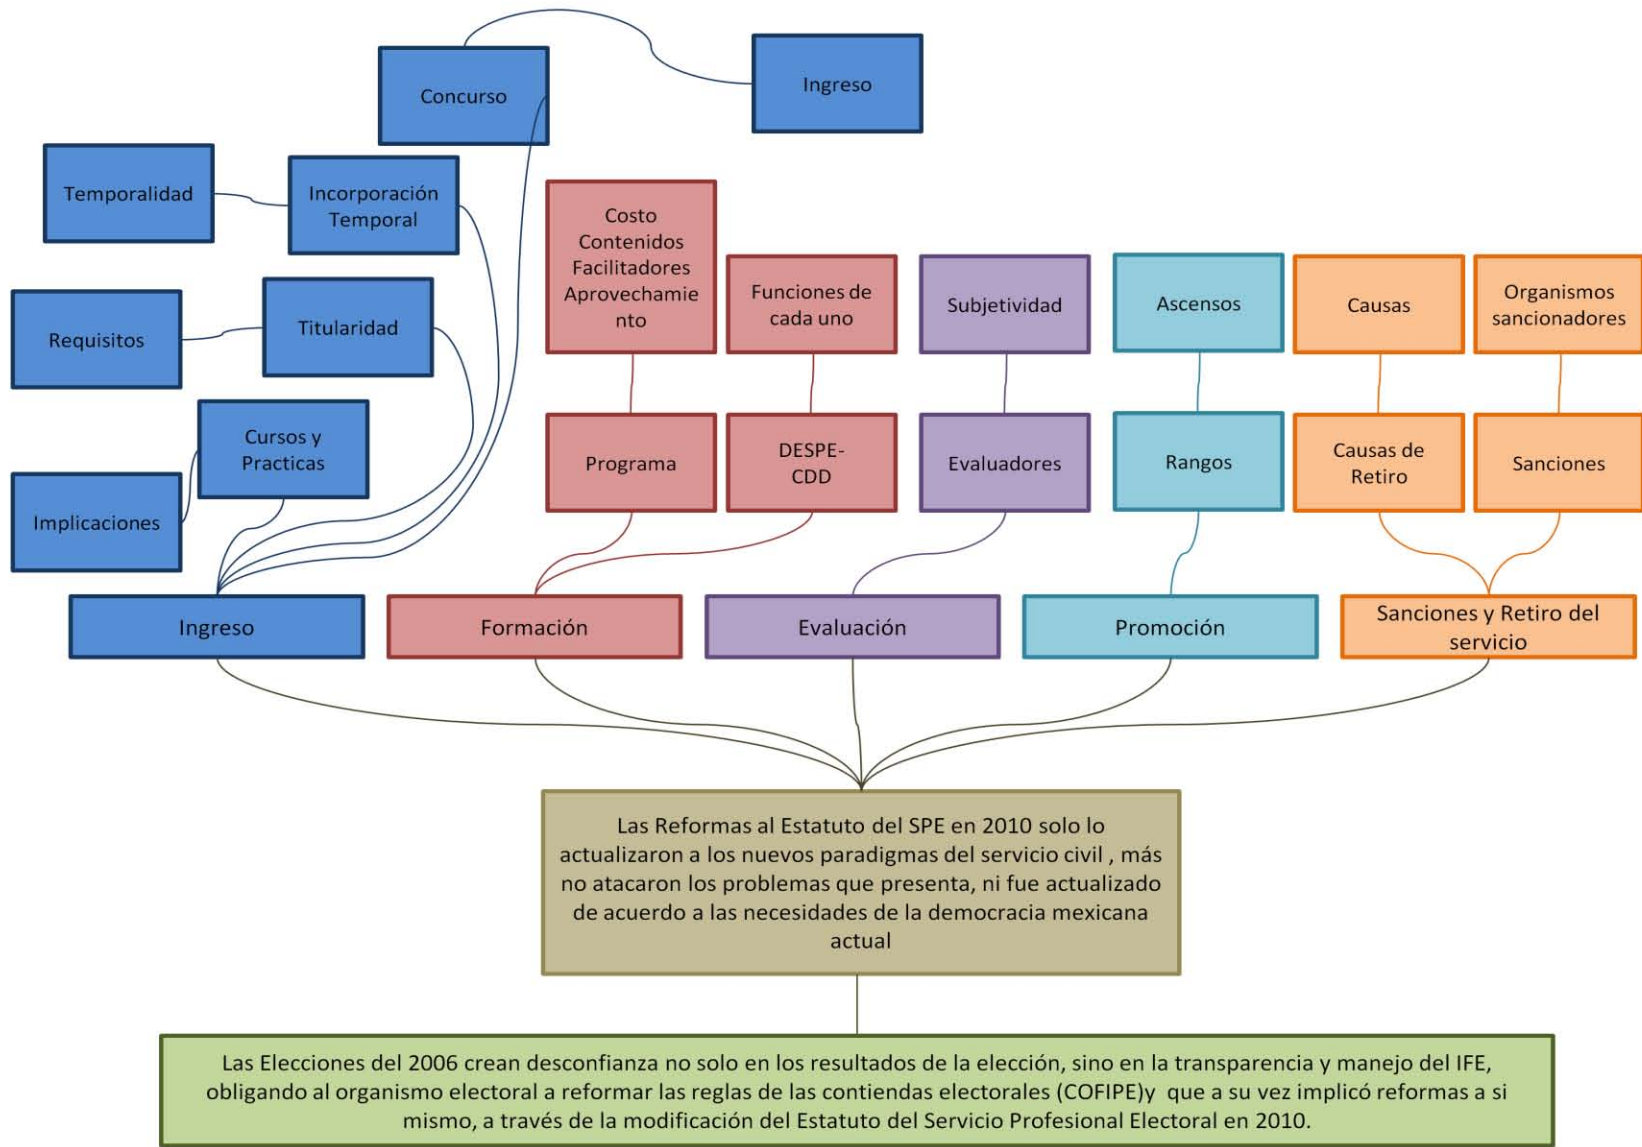 Concurso
Ingreso
Temporalidad
Incorporación
Temporal
Requisitos
Titularidad
Cursos y
Practicas
Implicaciones
Costo
Contenidos
Facilitadores
Aprovechamie
nto
Funciones de
cada uno
Subjetividad
Ascensos
Causas
Organismos
sancionadores
Programa
DESPE-
CDD
Evaluadores
Rangos
Causas de
Retiro
Sanciones
Ingreso
Formación
Evaluación
Promoción
Sanciones y Retiro del
servicio
Las Reformas al Estatuto del SPE en 2010 solo lo
actualizaron a los nuevos paradigmas del servicio civil , más
no atacaron los problemas que presenta, ni fue actualizado
de acuerdo a las necesidades de la democracia mexicana
actual
Las Elecciones del 2006 crean desconfianza no solo en los resultados de la elección, sino en la transparencia y manejo del IFE,
obligando al organismo electoral a reformar las reglas de las contiendas electorales (COFIPE)y  que a su vez implicó reformas a si
mismo, a través de la modificación del Estatuto del Servicio Profesional Electoral en 2010.